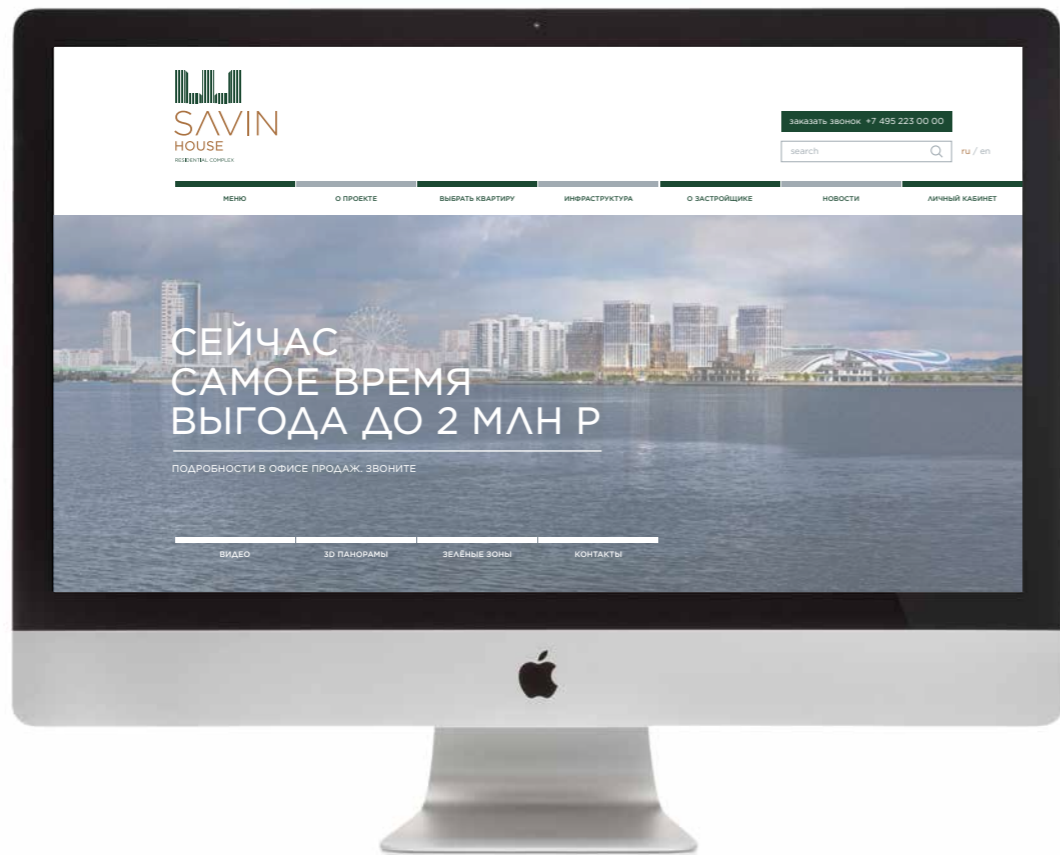 SΛVIN
HOUSE
RESIDENTIAL COMPLEX
заказать звонок +7 495 223 00 00
search
ru / en
МЕНЮ
О ПРОЕКТЕ
ВЫБРАТЬ КВАРТИРУ
ИНФРАСТРУКТУРА
О ЗАСТРОЙЩИКЕ
НОВОСТИ
ЛИЧНЫЙ КАБИНЕТ
СЕЙЧАС
САМОЕ ВРЕМЯ
ВЫГОДА ДО 2 МЛН Р
ПОДРОБНОСТИ В ОФИСЕ ПРОДАЖ. ЗВОНИТЕ
ВИДЕО
3D ПАНОРАМЫ
ЗЕЛЁНЫЕ ЗОНЫ
КОНТАКТЫ